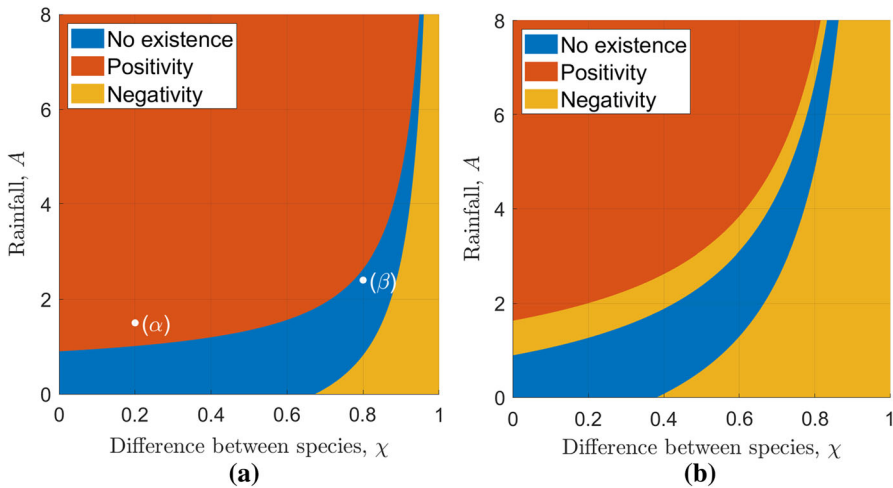 8
6
4
2
0
Rainfall, A
No existence
Positivity
Negativity
(α)
(β)
0 0.2 0.4 0.6 0.8 1
Difference between species, χ
(a)
8
6
4
2
0
Rainfall, A
No existence
Positivity
Negativity
0 0.2 0.4 0.6 0.8 1
Difference between species, χ
(b)